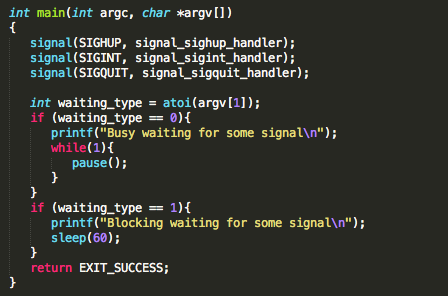 int main(int argc, char *argv[])
{
    signal(SIGHUP, signal_sighup_handler);
    signal(SIGINT, signal_sigint_handler);
    signal(SIGQUIT, signal_sigquit_handler);

    int waiting_type = atoi(argv[1]);
    if (waiting_type == 0){
        printf("Busy waiting for some signal\n");
        while(1){
            pause();
        }
    }
    if (waiting_type == 1){
        printf("Blocking waiting for some signal\n");
        sleep(60);
    }
    return EXIT_SUCCESS;
}